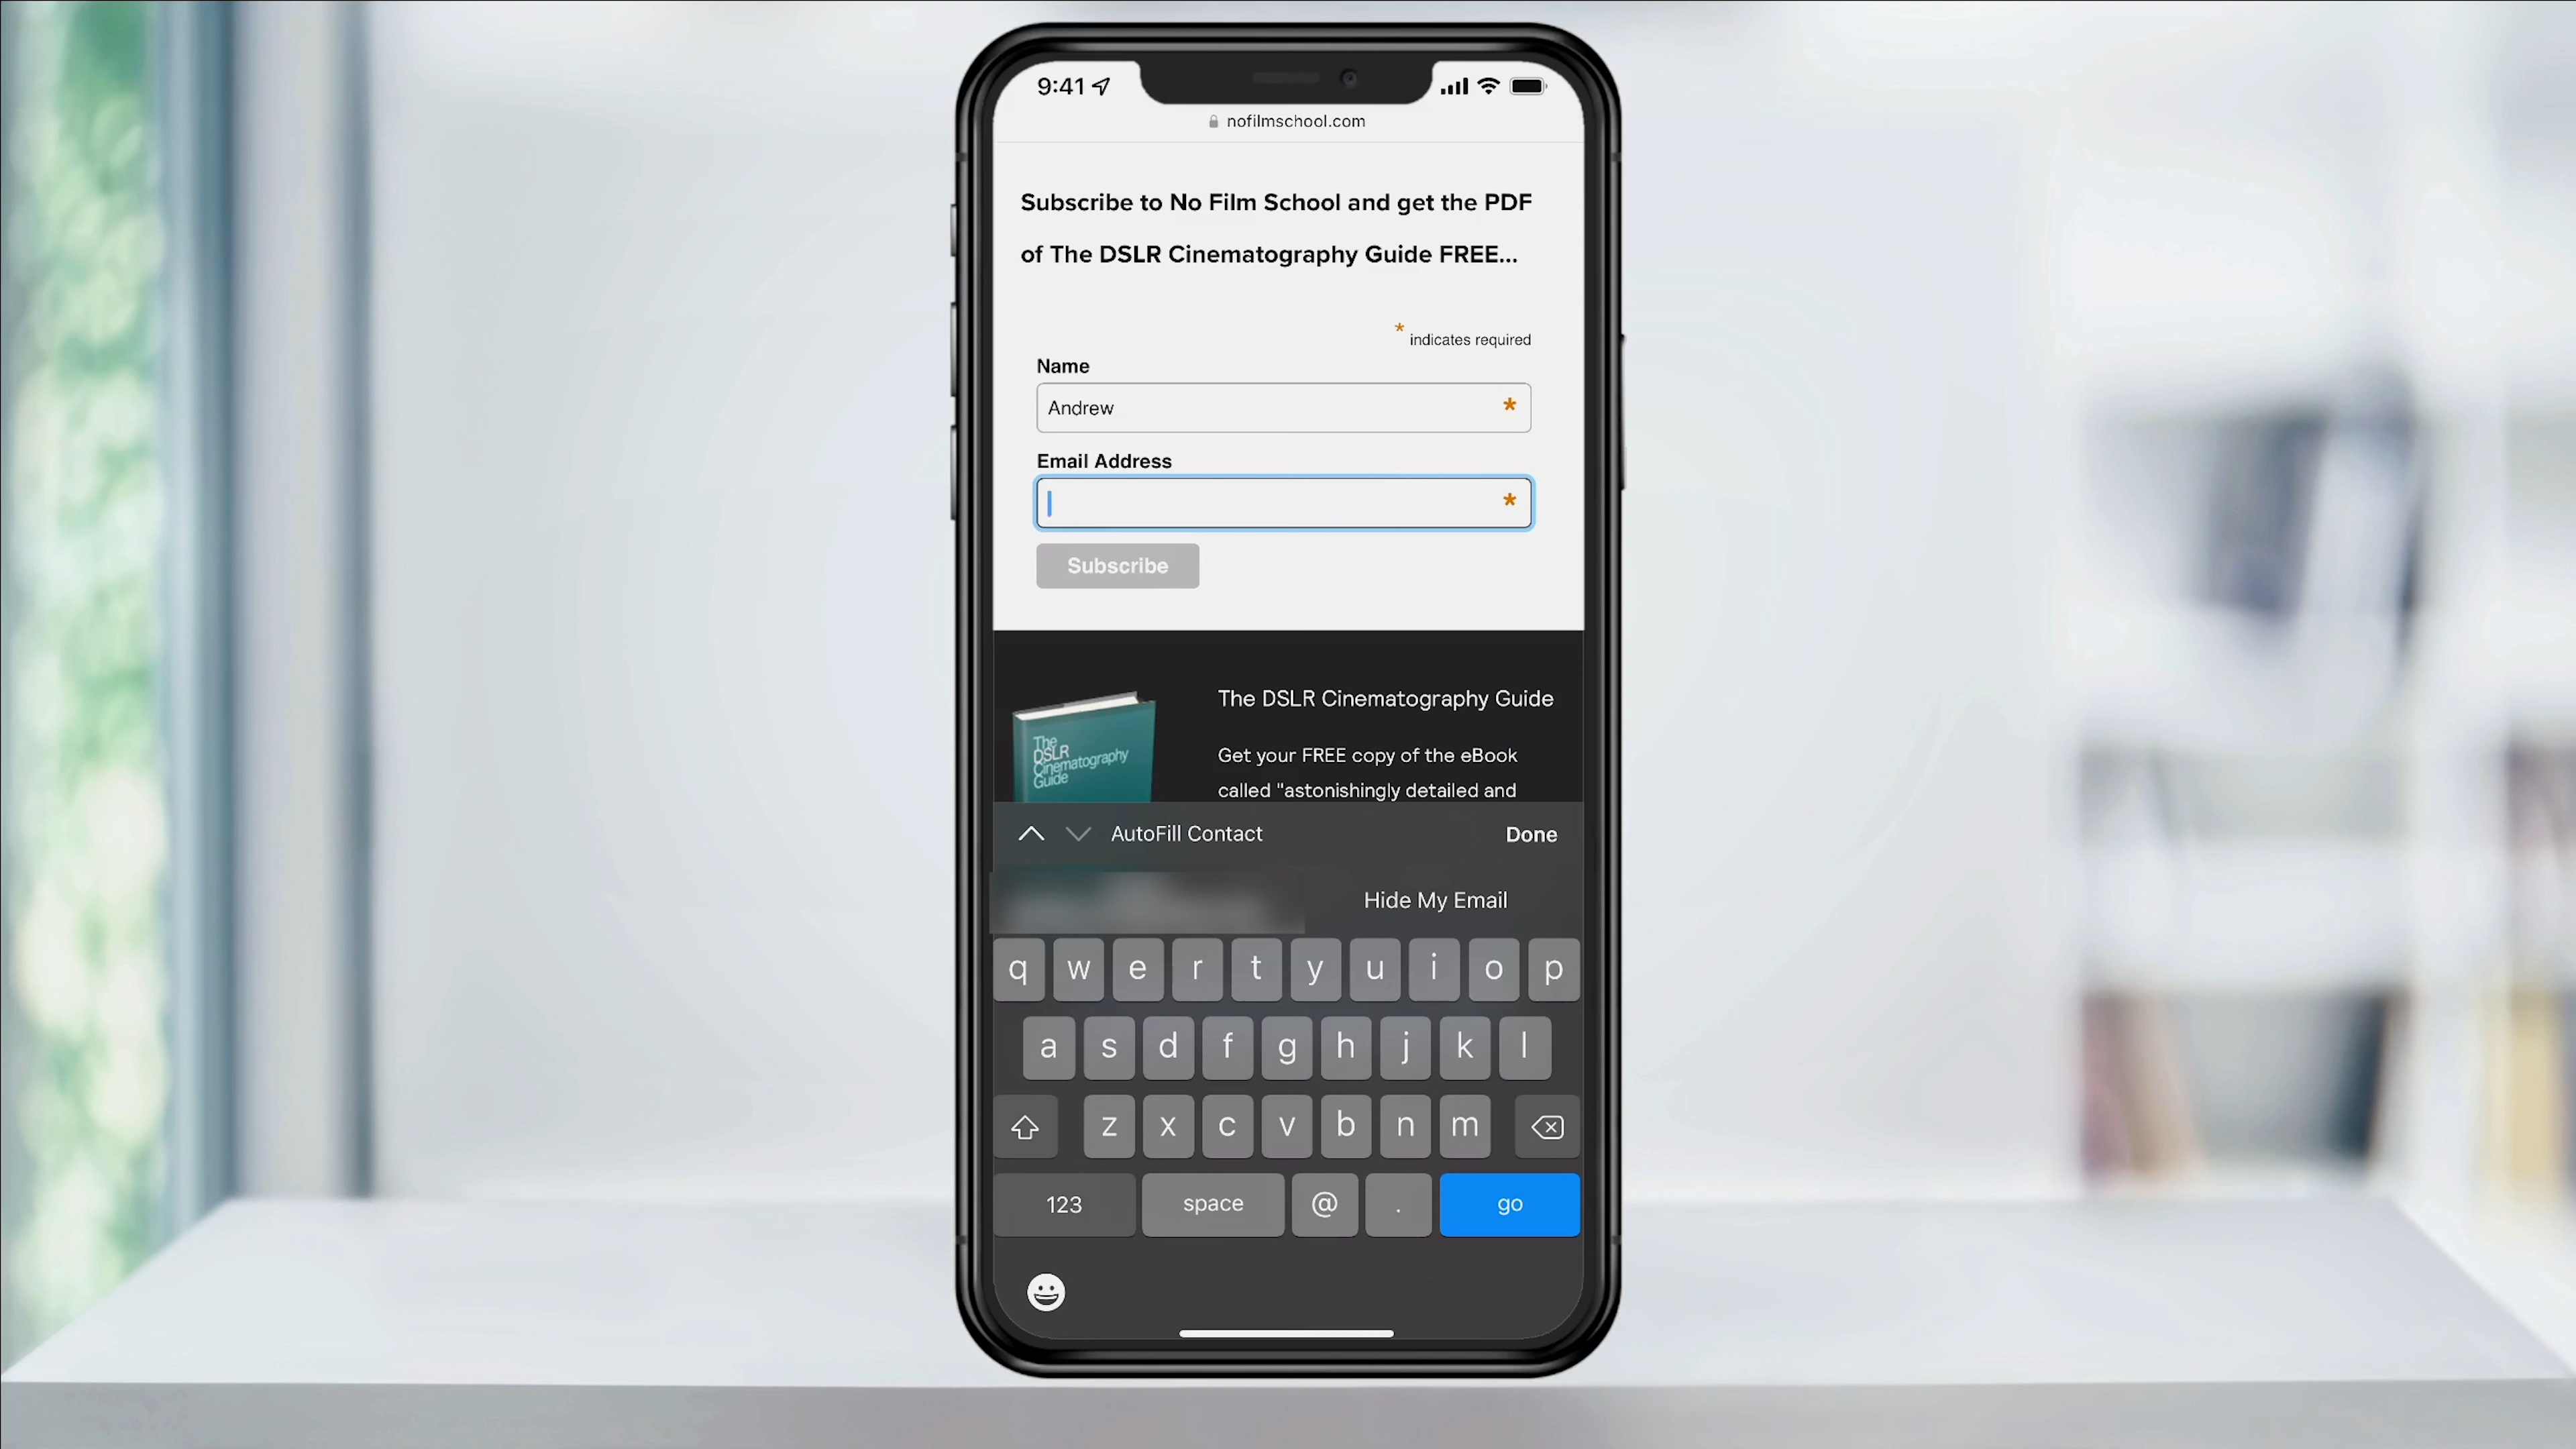 9:41
nofilmschool.com
Subscribe to No Film School and get the PDF
of The DSLR Cinematography Guide FREE...
* indicates required
Name
Andrew *
Email Address
*
Subscribe
The DSLR Cinematography Guide
The
DSLR
Cinematography
Guide
Get your FREE copy of the eBook
called "astonishingly detailed and
AutoFill Contact Done
Hide My Email
q w e r t y u i o p
a s d f g h j k l
z x c v b n m
123 space @ . go